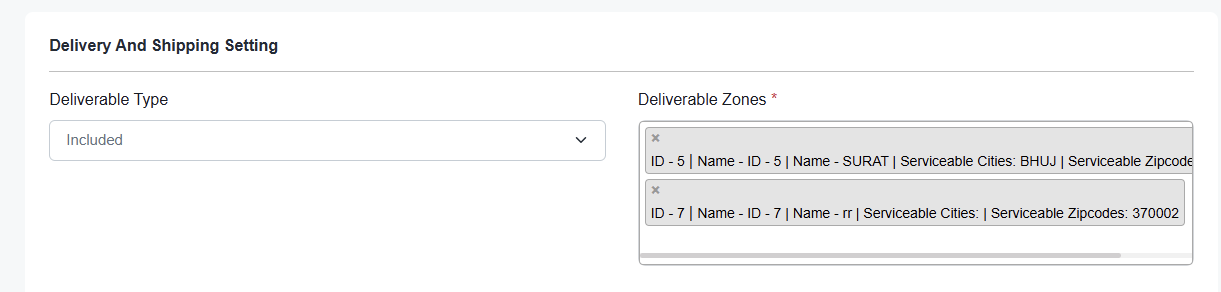 Delivery And Shipping Setting
Deliverable Type
Included
Deliverable Zones *
×
ID - 5 | Name - ID - 5 | Name - SURAT | Serviceable Cities: BHUJ | Serviceable Zipcode
×
ID - 7 | Name - ID - 7 | Name - rr | Serviceable Cities: | Serviceable Zipcodes: 370002